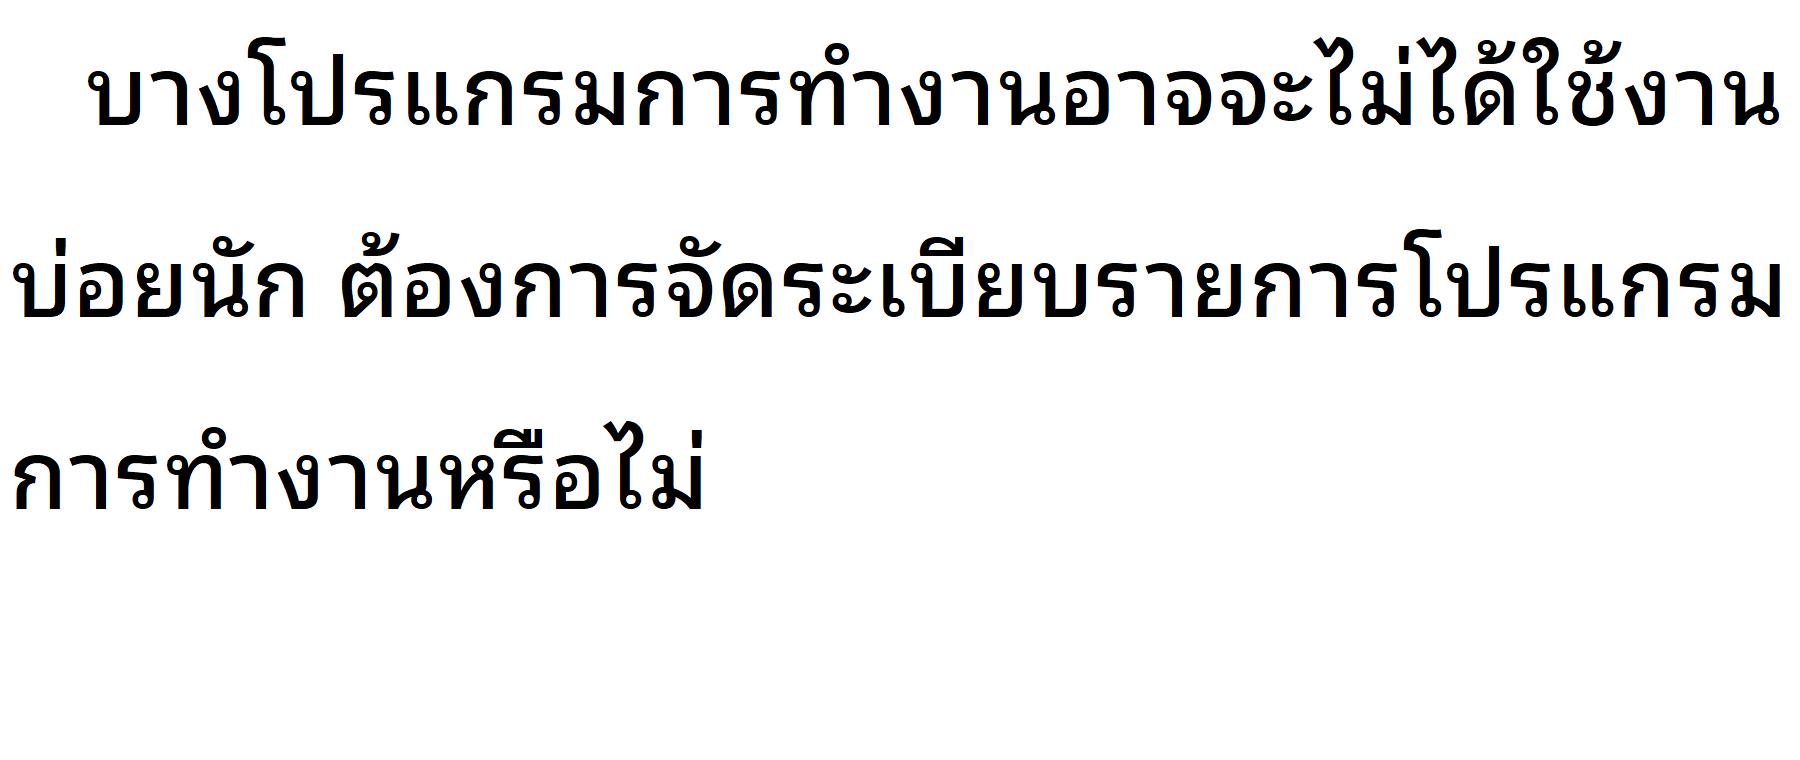 บางโปรแกรมการทำงานอาจจะไม่ได้ใช้งาน
บ่อยนัก ต้องการจัดระเบียบรายการโปรแกรม
การทำงานหรือไม่